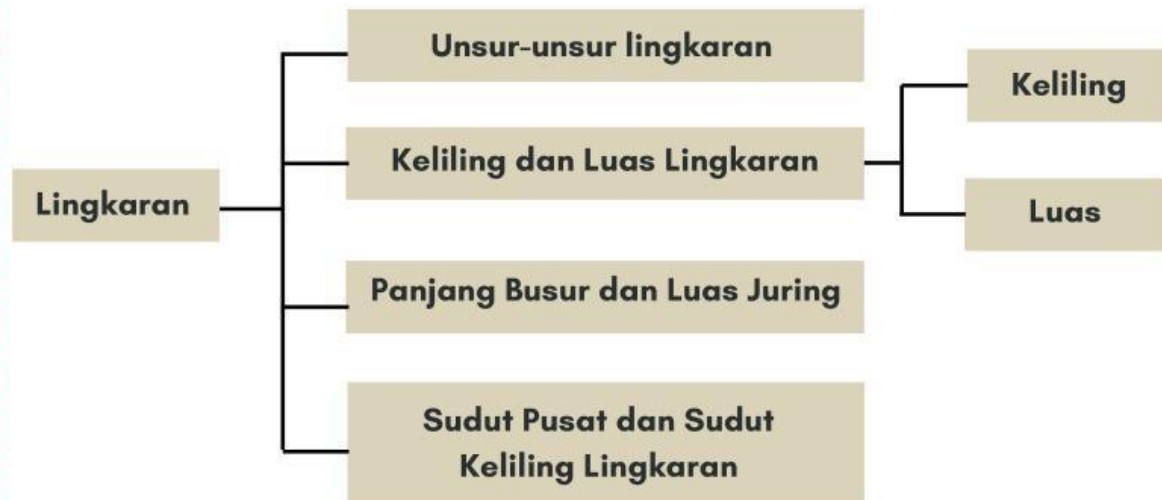 Lingkaran
Unsur-unsur lingkaran
Keliling dan Luas Lingkaran
Keliling
Luas
Panjang Busur dan Luas Juring
Sudut Pusat dan Sudut
Keliling Lingkaran